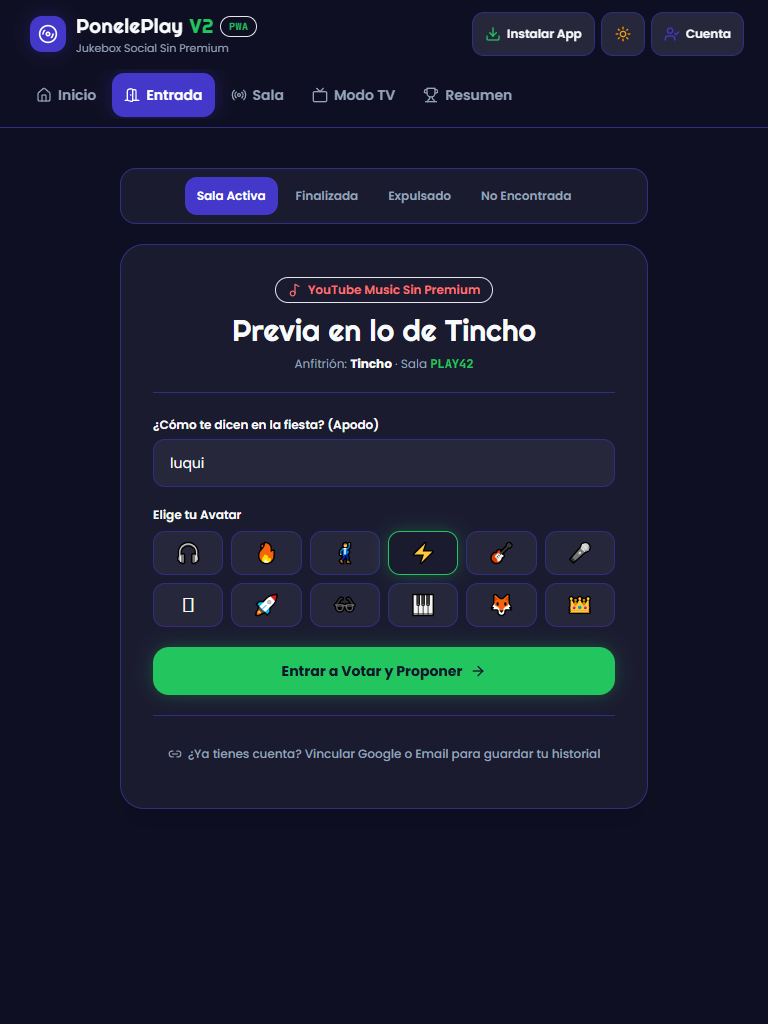 PonelePlay V2 PWA
Jukebox Social Sin Premium
Instalar App
Cuenta
Inicio
Entrada
Sala
Modo TV
Resumen
Sala Activa
Finalizada
Expulsado
No Encontrada
YouTube Music Sin Premium
Previa en lo de Tincho
Anfitrión: Tincho · Sala PLAY42
¿Cómo te dicen en la fiesta? (Apodo)
luqui
Elige tu Avatar
Entrar a Votar y Proponer →
¿Ya tienes cuenta? Vincular Google o Email para guardar tu historial